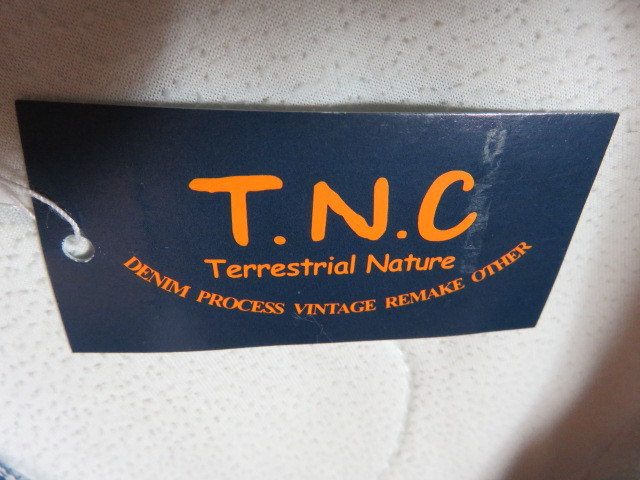 T.N.C
Terrestrial Nature
DENIM PROCESS VINTAGE REMAKE OTHER